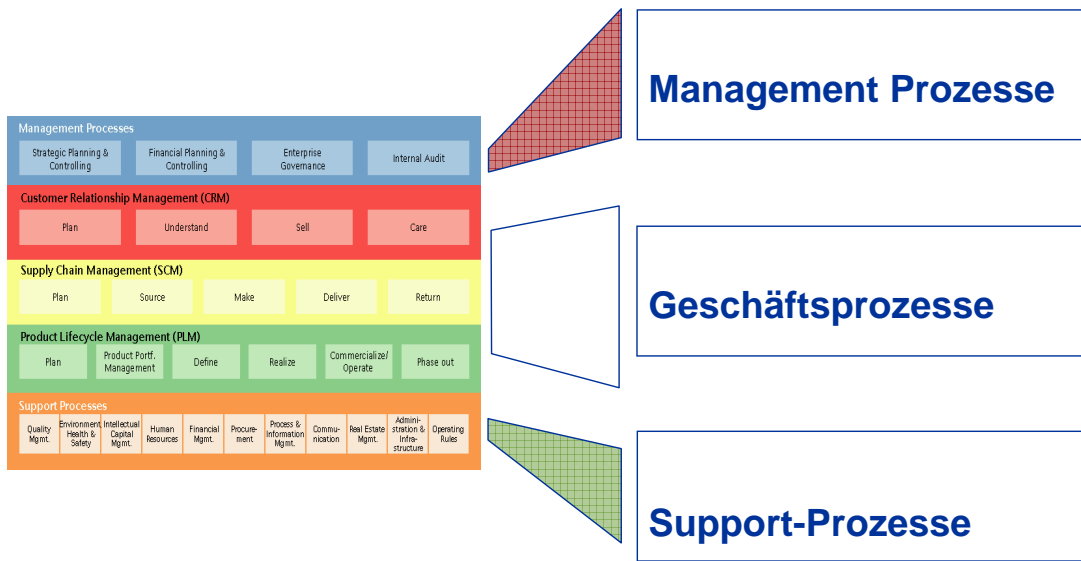 Management Processes
Strategic Planning &
Controlling
Financial Planning &
Controlling
Enterprise
Governance
Internal Audit
Customer Relationship Management (CRM)
Plan
Understand
Sell
Care
Supply Chain Management (SCM)
Plan
Source
Make
Deliver
Return
Product Lifecycle Management (PLM)
Plan
Product Portf.
Management
Define
Realize
Commercialize/
Operate
Phase out
Support Processes
Quality
Mgmt.
Environment
Health &
Safety
Intellectual
Capital
Mgmt.
Human
Resources
Financial
Mgmt.
Procure-
ment
Process &
Information
Mgmt.
Commu-
nication
Real Estate
Mgmt.
Admini-
stration &
Infra-
structure
Operating
Rules
Management Prozesse
Geschäftsprozesse
Support-Prozesse